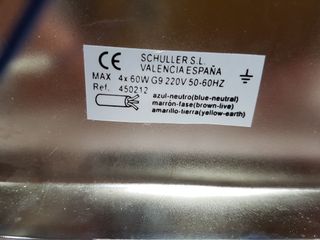 CE SCHULLER S.L.
VALENCIA ESPAÑA
MAX 4x 60W G9 220V 50-60HZ
Ref. 450212
azul-neutro(blue-neutral)
marrón-fase(brown-live)
amarillo-tierra(yellow-earth)